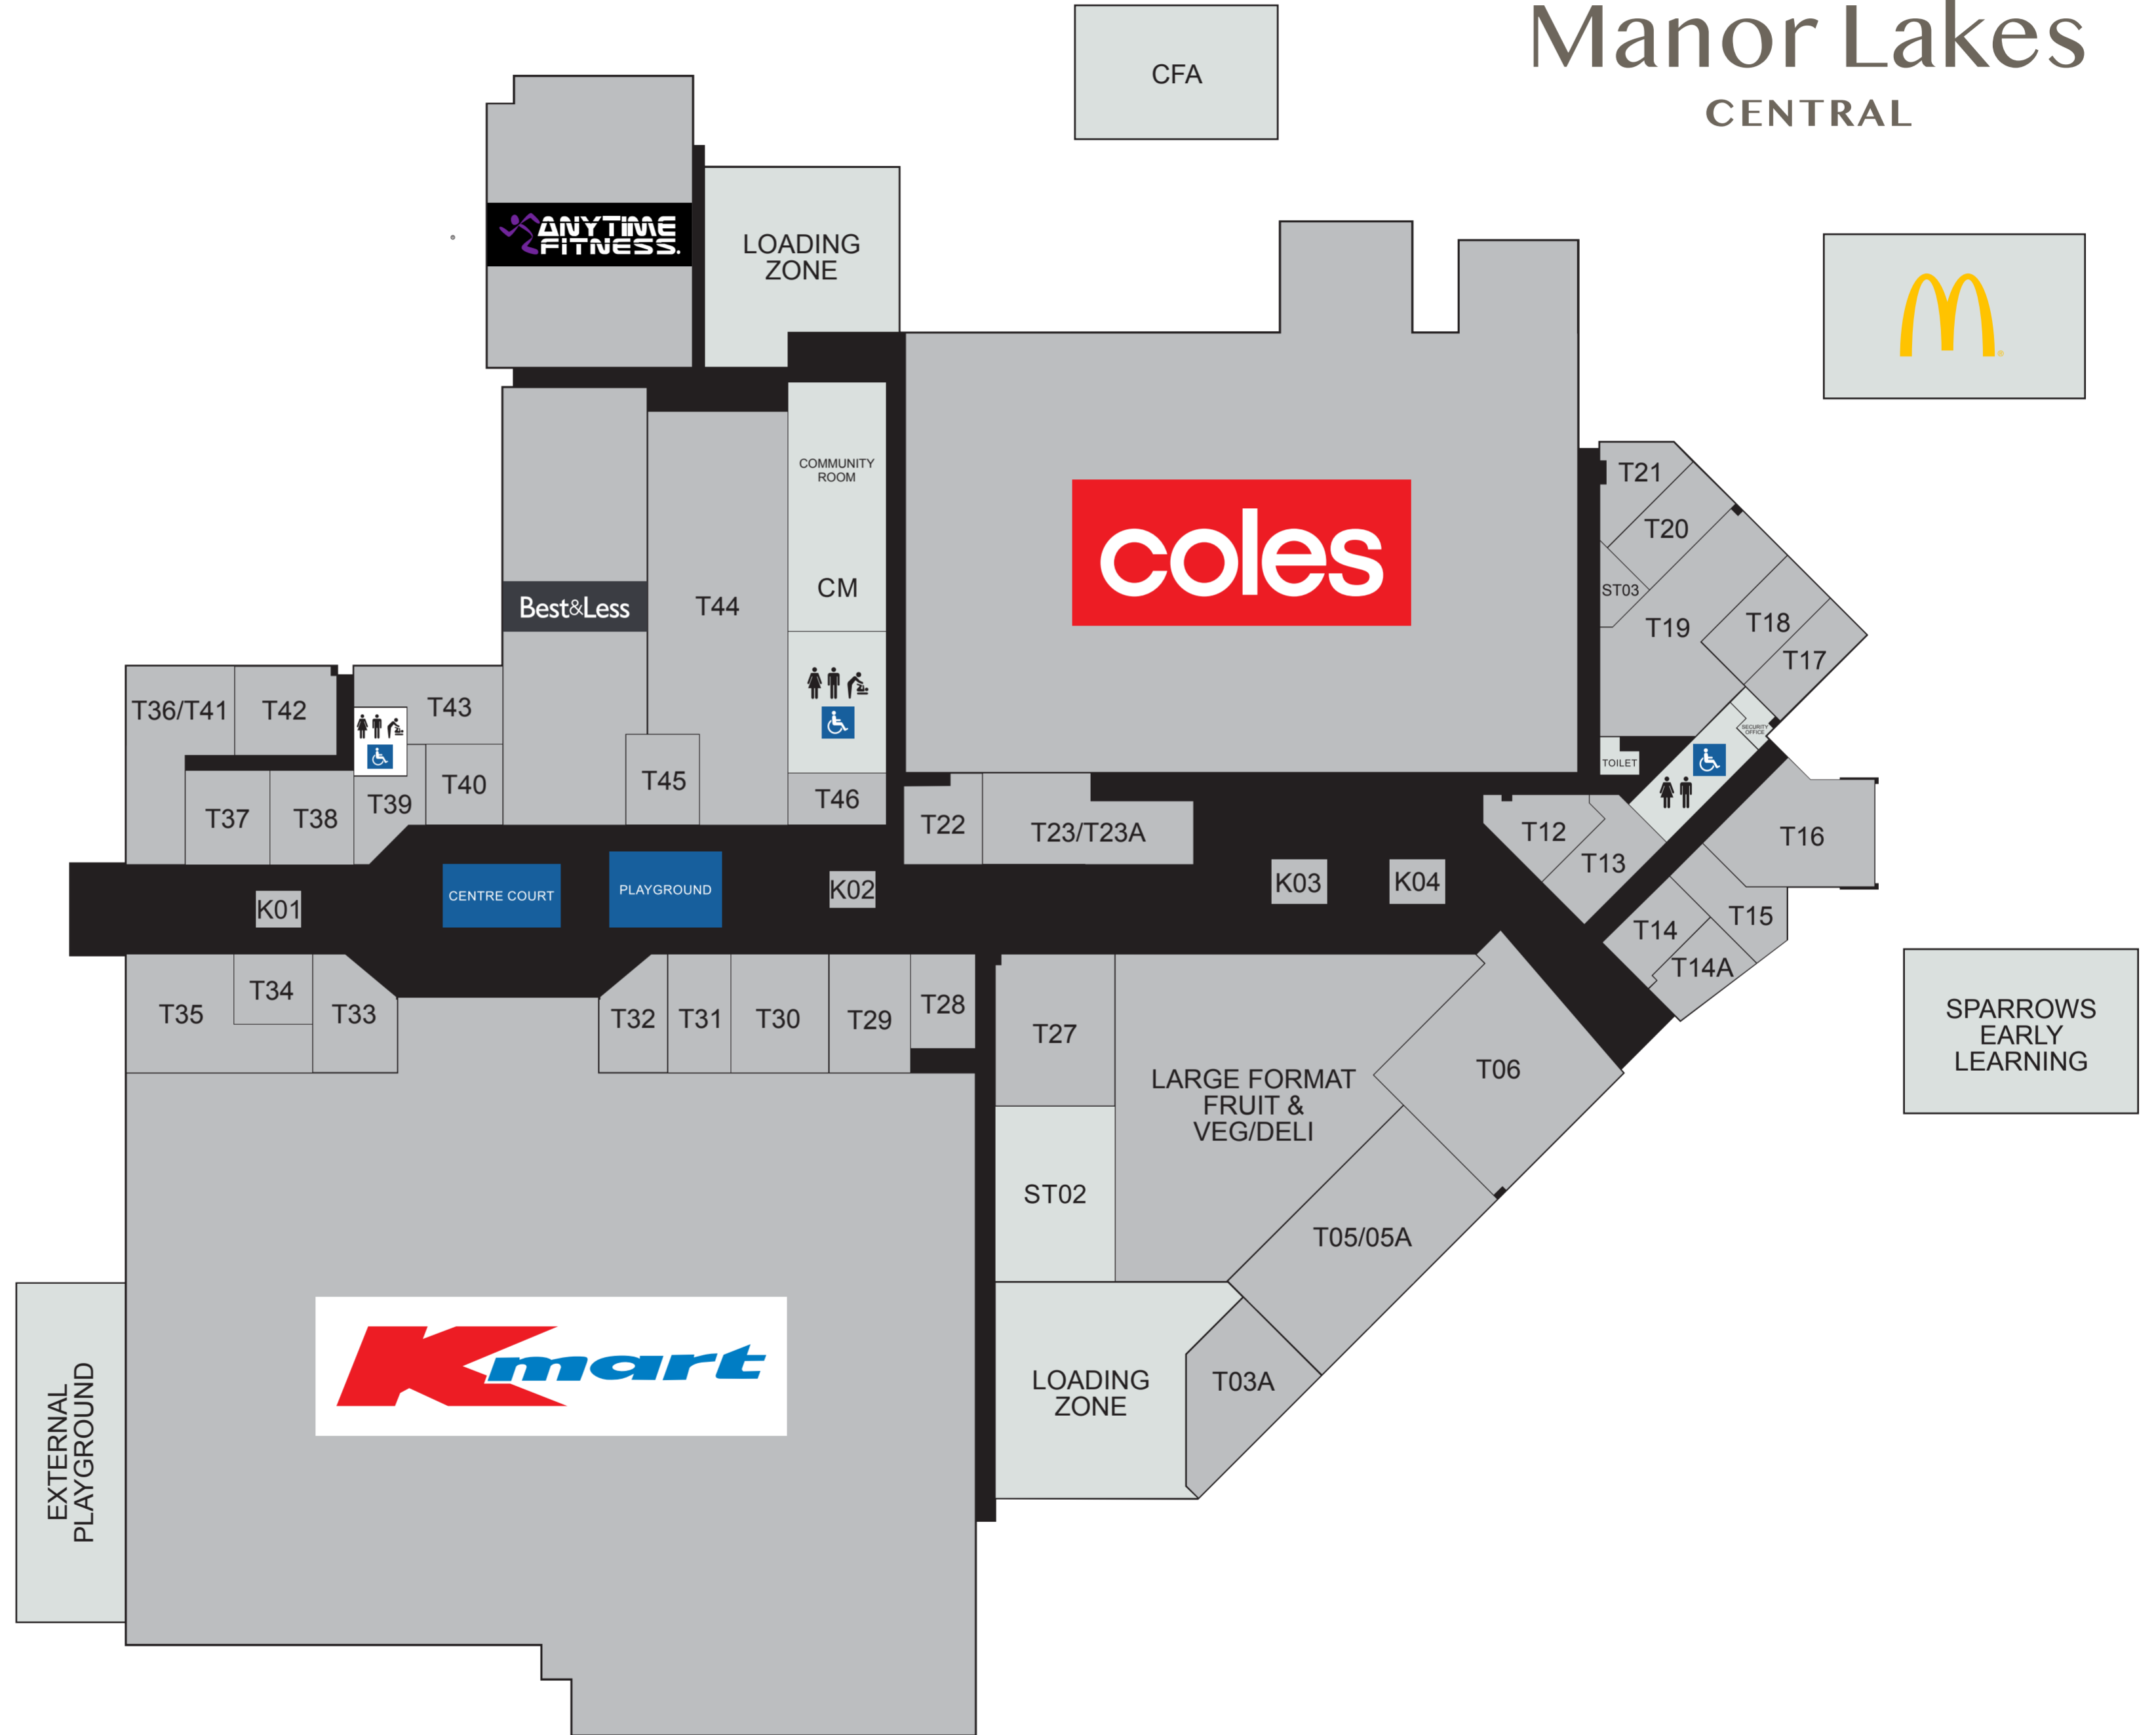 Manor Lakes
CENTRAL
CFA
ANYTIME
FITNESS.
LOADING
ZONE
COMMUNITY
ROOM
CM
coles
Best&Less
T44
T21
T20
ST03
T19
T18
T17
SECURITY
OFFICE
TOILET
T36/T41
T42
T43
T37
T38
T39
T40
T45
T46
T22
T23/T23A
T12
T13
T16
K01
CENTRE COURT
PLAYGROUND
K02
K03
K04
T14
T15
T14A
T35
T34
T33
T32
T31
T30
T29
T28
T27
LARGE FORMAT
FRUIT &
VEG/DELI
T06
SPARROWS
EARLY
LEARNING
ST02
T05/05A
Kmart
LOADING
ZONE
T03A
EXTERNAL
PLAYGROUND